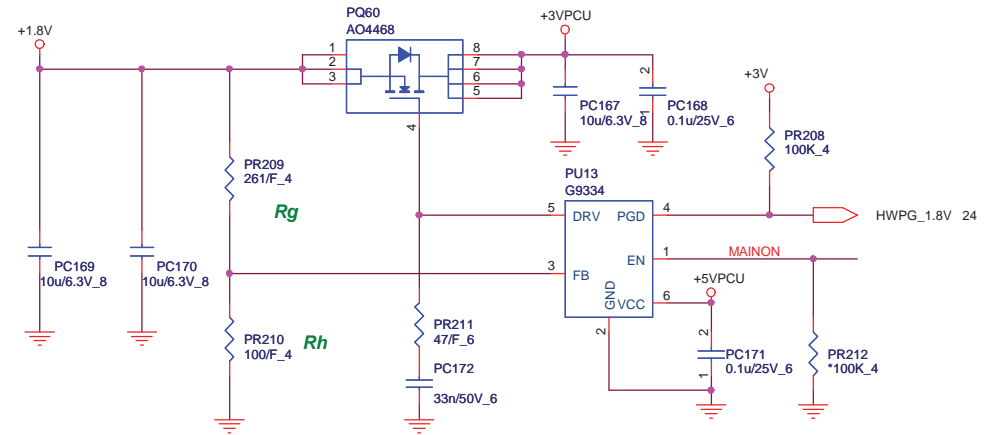 PQ60
AO4468
+1.8V
+3VPCU
1
2
3
8
7
6
5
4
PC167
10u/6.3V_8
2
1
PC168
0.1u/25V_6
+3V
PR208
100K_4
PR209
261/F_4
Rg
PU13
G9334
5
DRV
PGD
4
HWPG_1.8V 24
EN
1
MAINON
3
FB
GND
VCC
6
2
+5VPCU
PC169
10u/6.3V_8
PC170
10u/6.3V_8
PR210
100/F_4
Rh
PR211
47/F_6
PC172
33n/50V_6
2
1
PC171
0.1u/25V_6
PR212
*100K_4